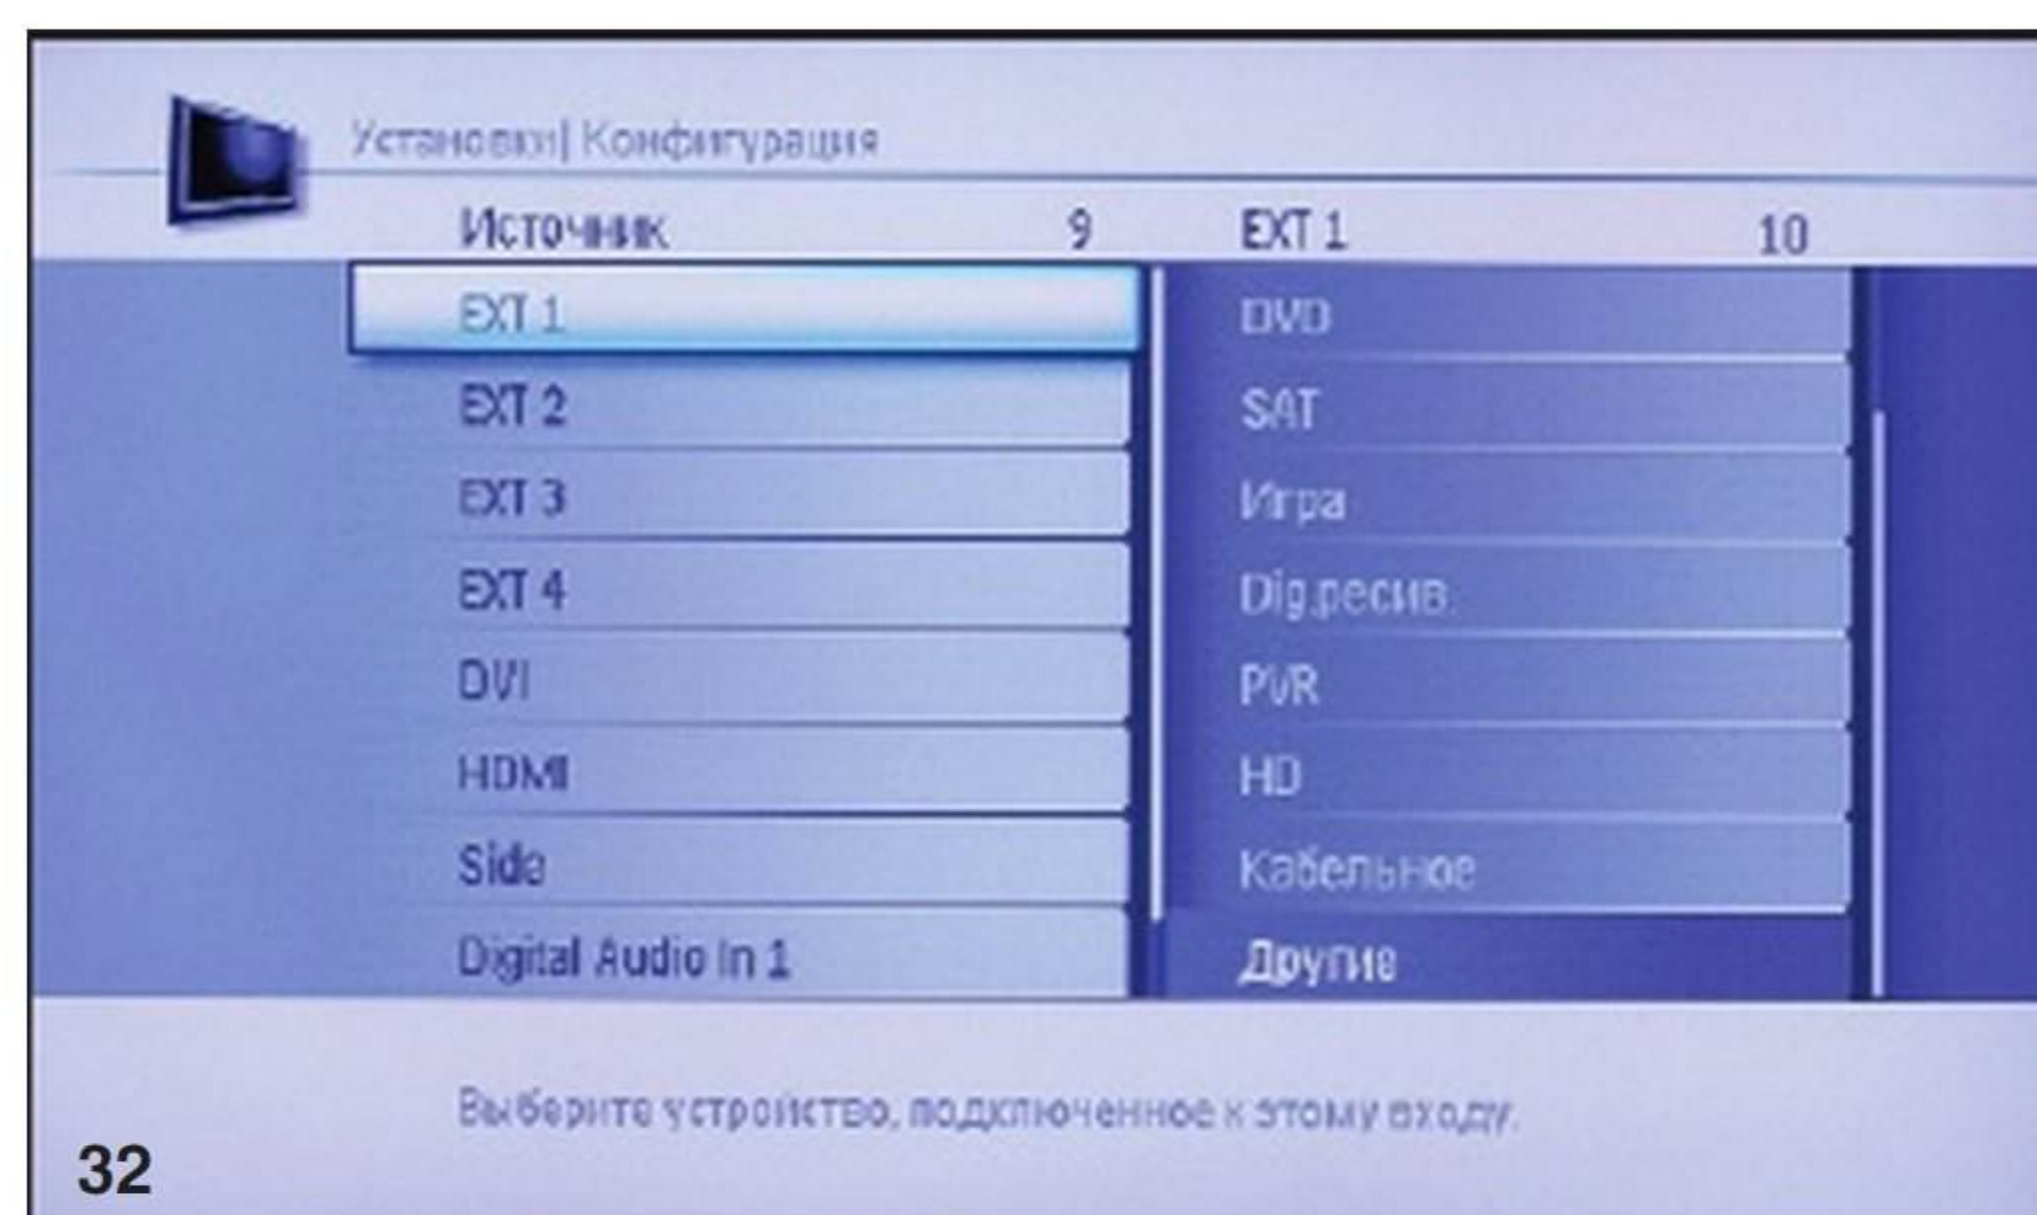 Установки| Конфигурация
Источник 9 EXT 1 10
EXT 1 DVD
EXT 2 SAT
EXT 3 Игра
EXT 4 Dig.ресив.
DVI PVR
HDMI HD
Side Кабельное
Digital Audio In 1 Другие
Выберите устройство, подключенное к этому входу.
32